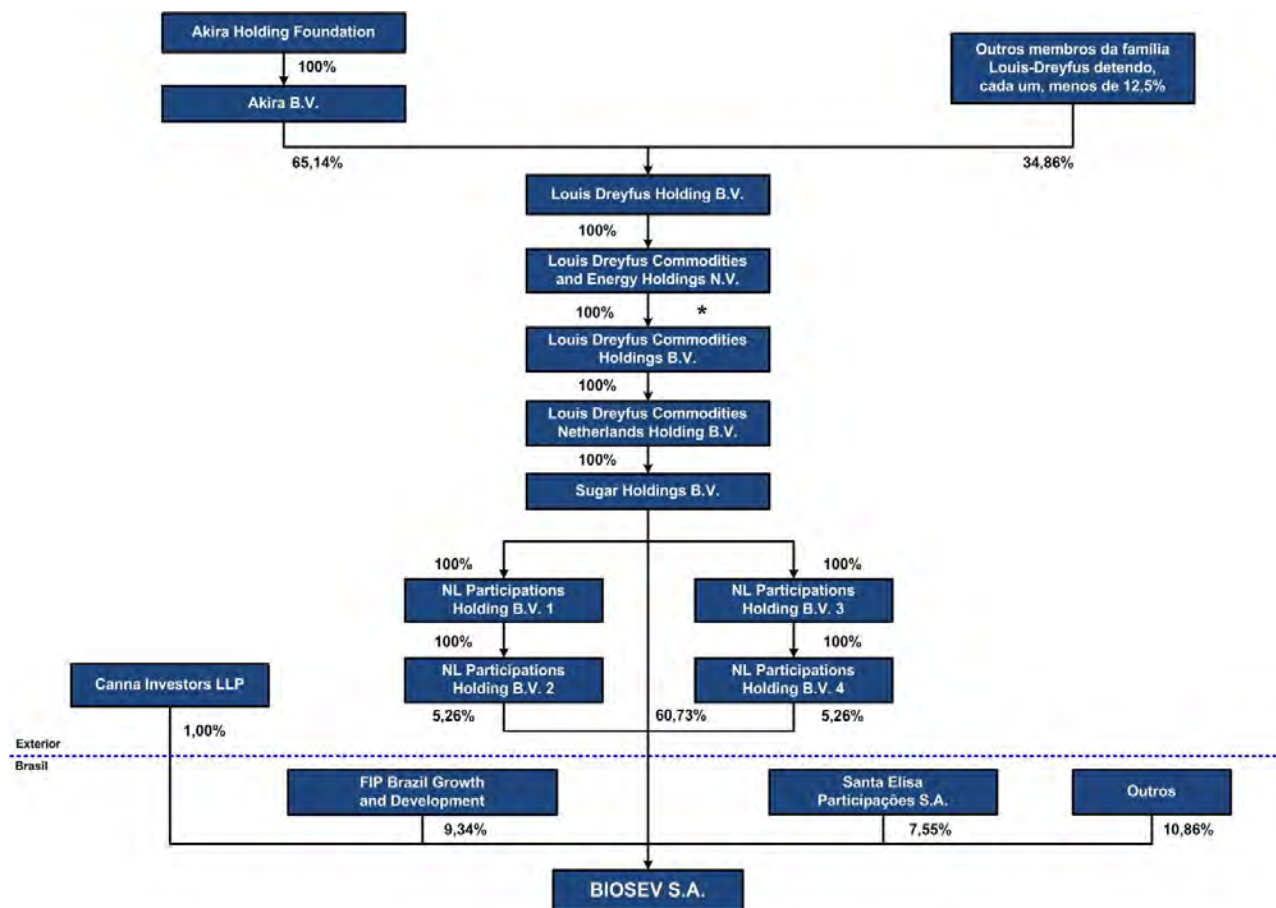 Akira Holding Foundation
100%
Akira B.V.
Outros membros da família
Louis-Dreyfus detendo,
cada um, menos de 12,5%
65,14%
34,86%
Louis Dreyfus Holding B.V.
100%
Louis Dreyfus Commodities
and Energy Holdings N.V.
100% *
Louis Dreyfus Commodities
Holdings B.V.
100%
Louis Dreyfus Commodities
Netherlands Holding B.V.
100%
Sugar Holdings B.V.
100%
100%
NL Participations
Holding B.V. 1
NL Participations
Holding B.V. 3
100%
100%
NL Participations
Holding B.V. 2
NL Participations
Holding B.V. 4
Canna Investors LLP
5,26%
60,73%
5,26%
1,00%
Exterior
Brasil
FIP Brazil Growth
and Development
Santa Elisa
Participações S.A.
Outros
9,34%
7,55%
10,86%
BIOSEV S.A.